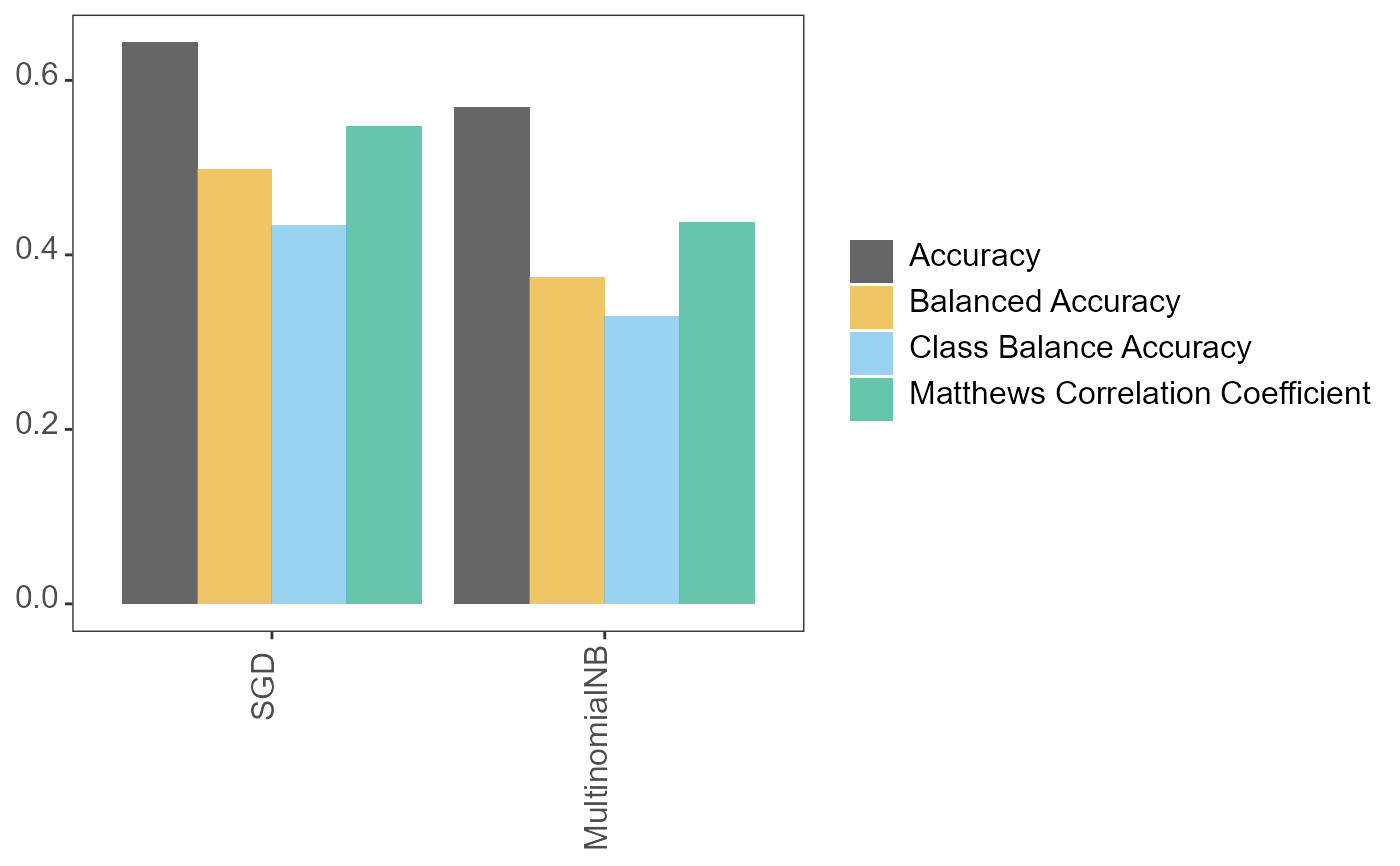 0.6
0.4
0.2
0.0
SGD
MultinomialNB
Accuracy
Balanced Accuracy
Class Balance Accuracy
Matthews Correlation Coefficient